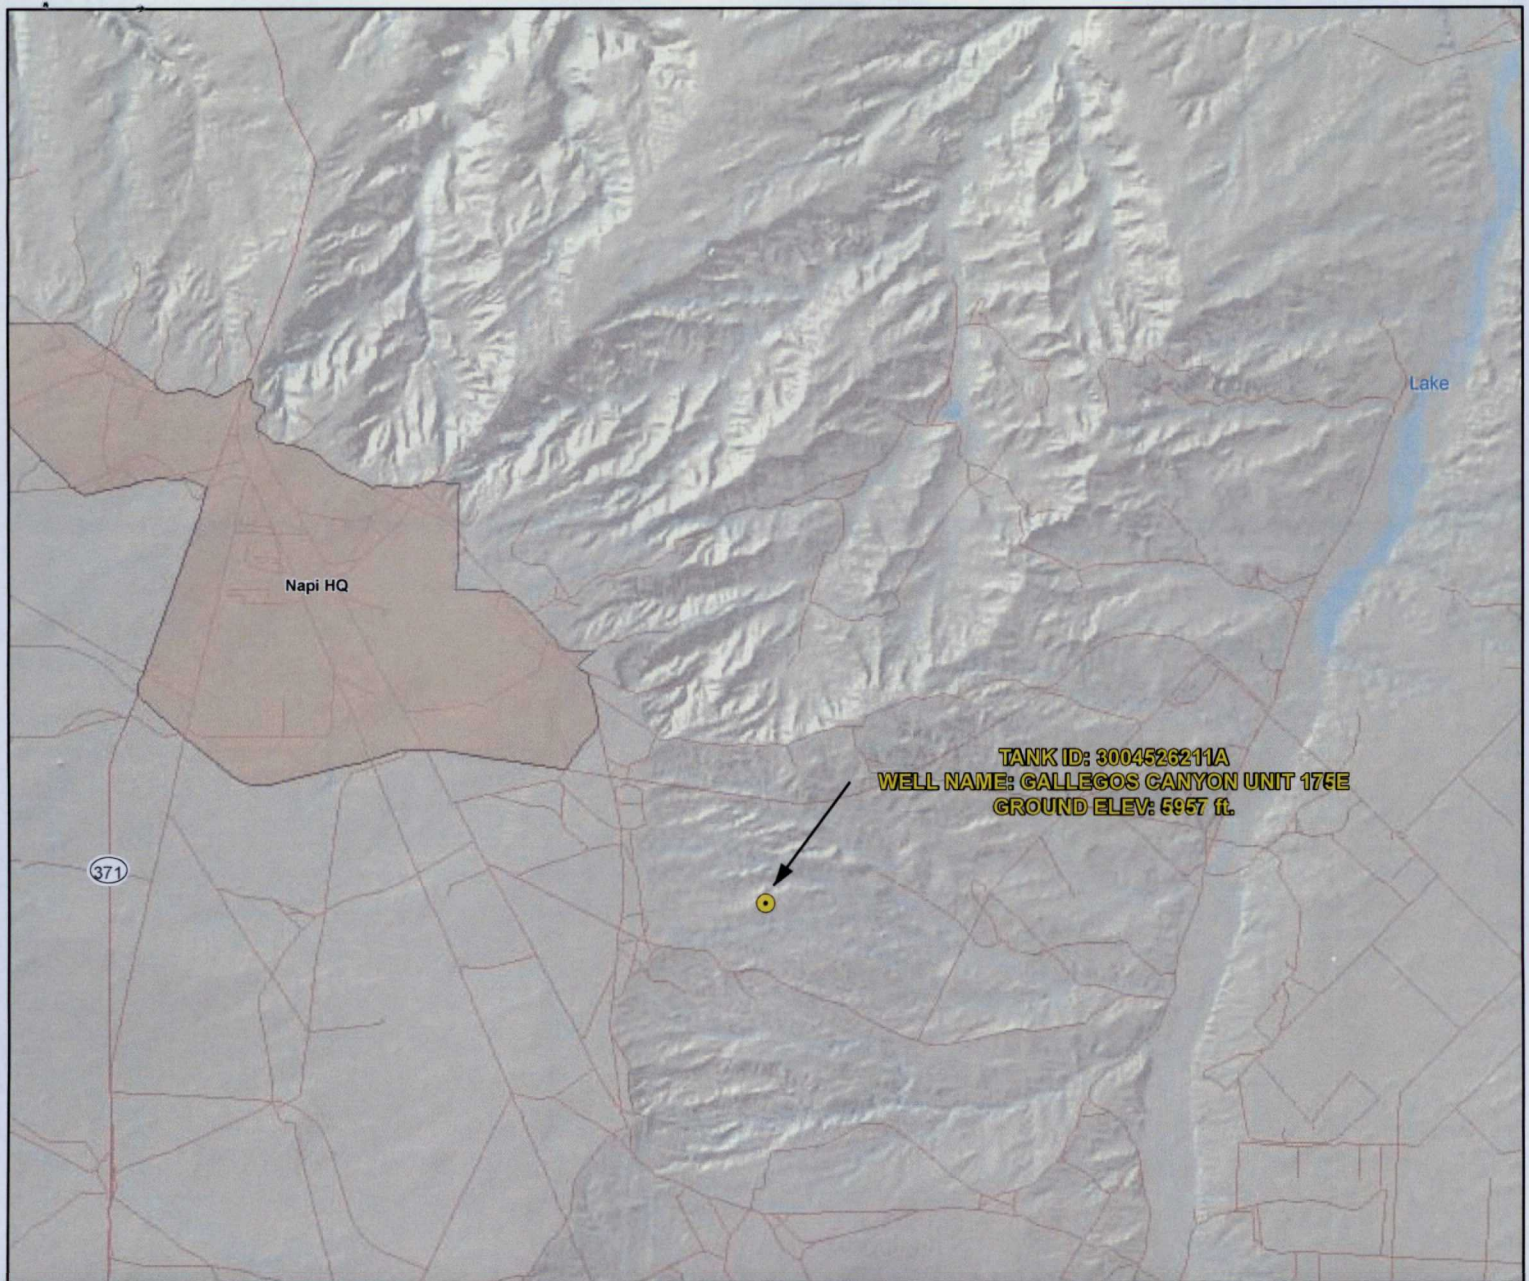 Lake
Napi HQ
TANK ID: 3004526211A
WELL NAME: GALLEGOS CANYON UNIT 175E
GROUND ELEV: 5957 ft.
371